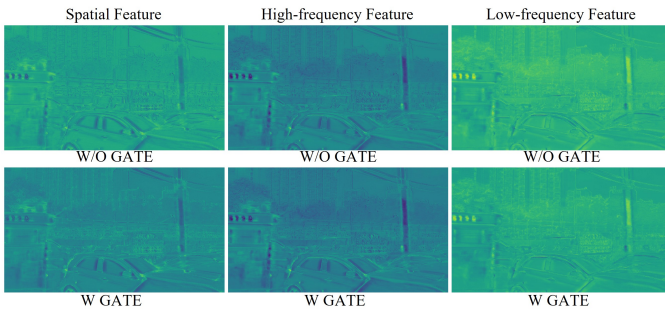 Spatial Feature High-frequency Feature Low-frequency Feature
W/O GATE W/O GATE W/O GATE
W GATE W GATE W GATE